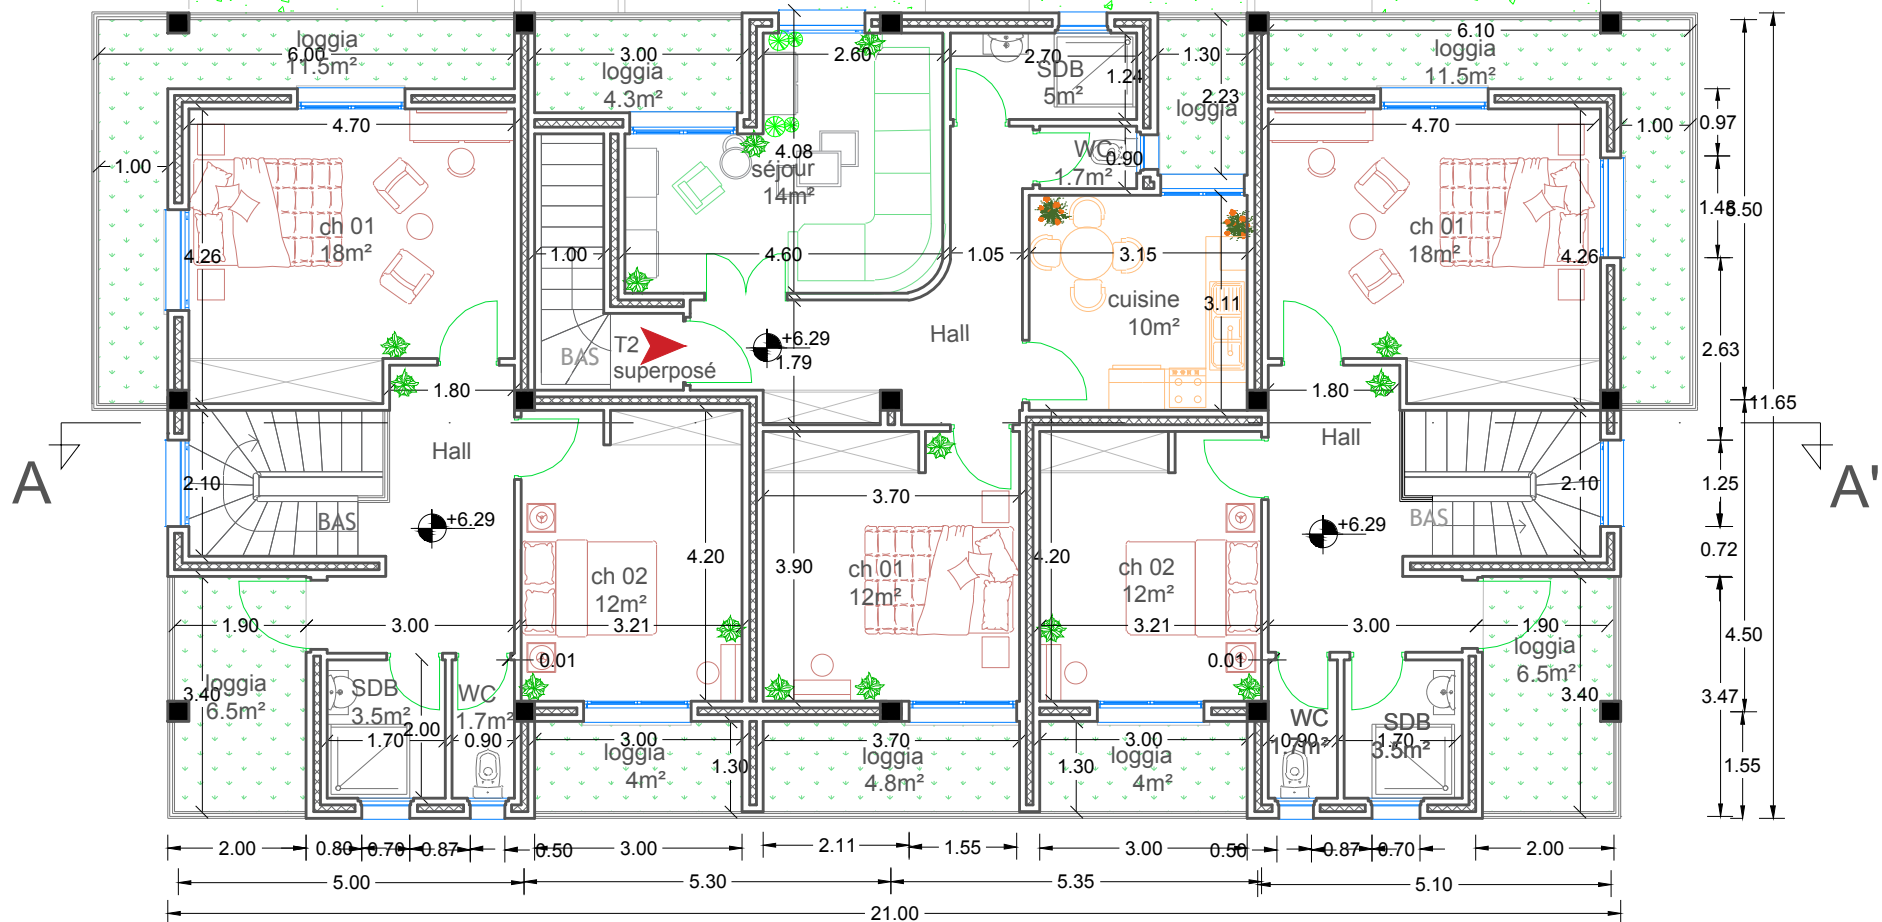 6.10
loggia
11.5m²
6.00
3.00
loggia
4.3m²
2.60
2.70
SDB
5m²
1.24
1.30
2.23
loggia
loggia
11.5m²
4.70
4.70
0.97
1.00
1.00
4.08
séjour
14m²
WC
0.90
1.7m²
1.48
5.50
ch 01
18m²
4.26
1.00
4.60
1.05
3.15
ch 01
18m²
4.26
cuisine
10m²
3.11
Hall
+6.29
1.79
T2
superposé
BAS
2.63
1.80
1.80
11.65
Hall
Hall
A
A'
2.10
BAS
+6.29
3.70
2.10
BAS
+6.29
1.25
0.72
4.20
3.90
4.20
ch 02
12m²
ch 01
12m²
ch 02
12m²
1.90
3.00
3.21
3.21
3.00
1.90
4.50
0.01
0.01
loggia
6.5m²
3.40
SDB
3.5m²
WC
1.7m²
2.00
1.70
0.90
loggia
6.5m²
3.40
3.47
3.00
loggia
4m²
1.30
3.70
loggia
4.8m²
3.00
loggia
4m²
1.30
WC
1.7m²
0.90
SDB
1.70
3.5m²
1.55
2.00
0.80
0.70
0.87
0.50
3.00
2.11
1.55
3.00
0.50
0.87
0.70
2.00
5.00
5.30
5.35
5.10
21.00